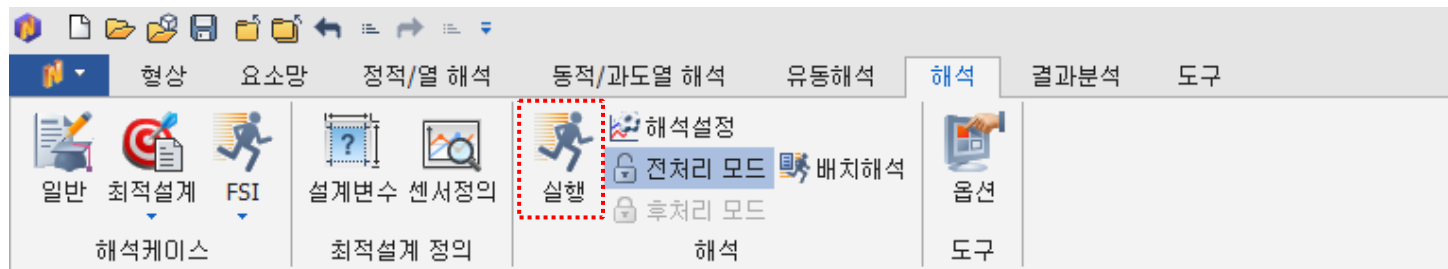 형상 요소망 정적/열 해석 동적/과도열 해석 유동해석 해석 결과분석 도구
일반 최적설계 FSI
해석케이스
설계변수 센서정의
최적설계 정의
실행
해석설정
전처리 모드
후처리 모드
배치해석
해석
옵션
도구